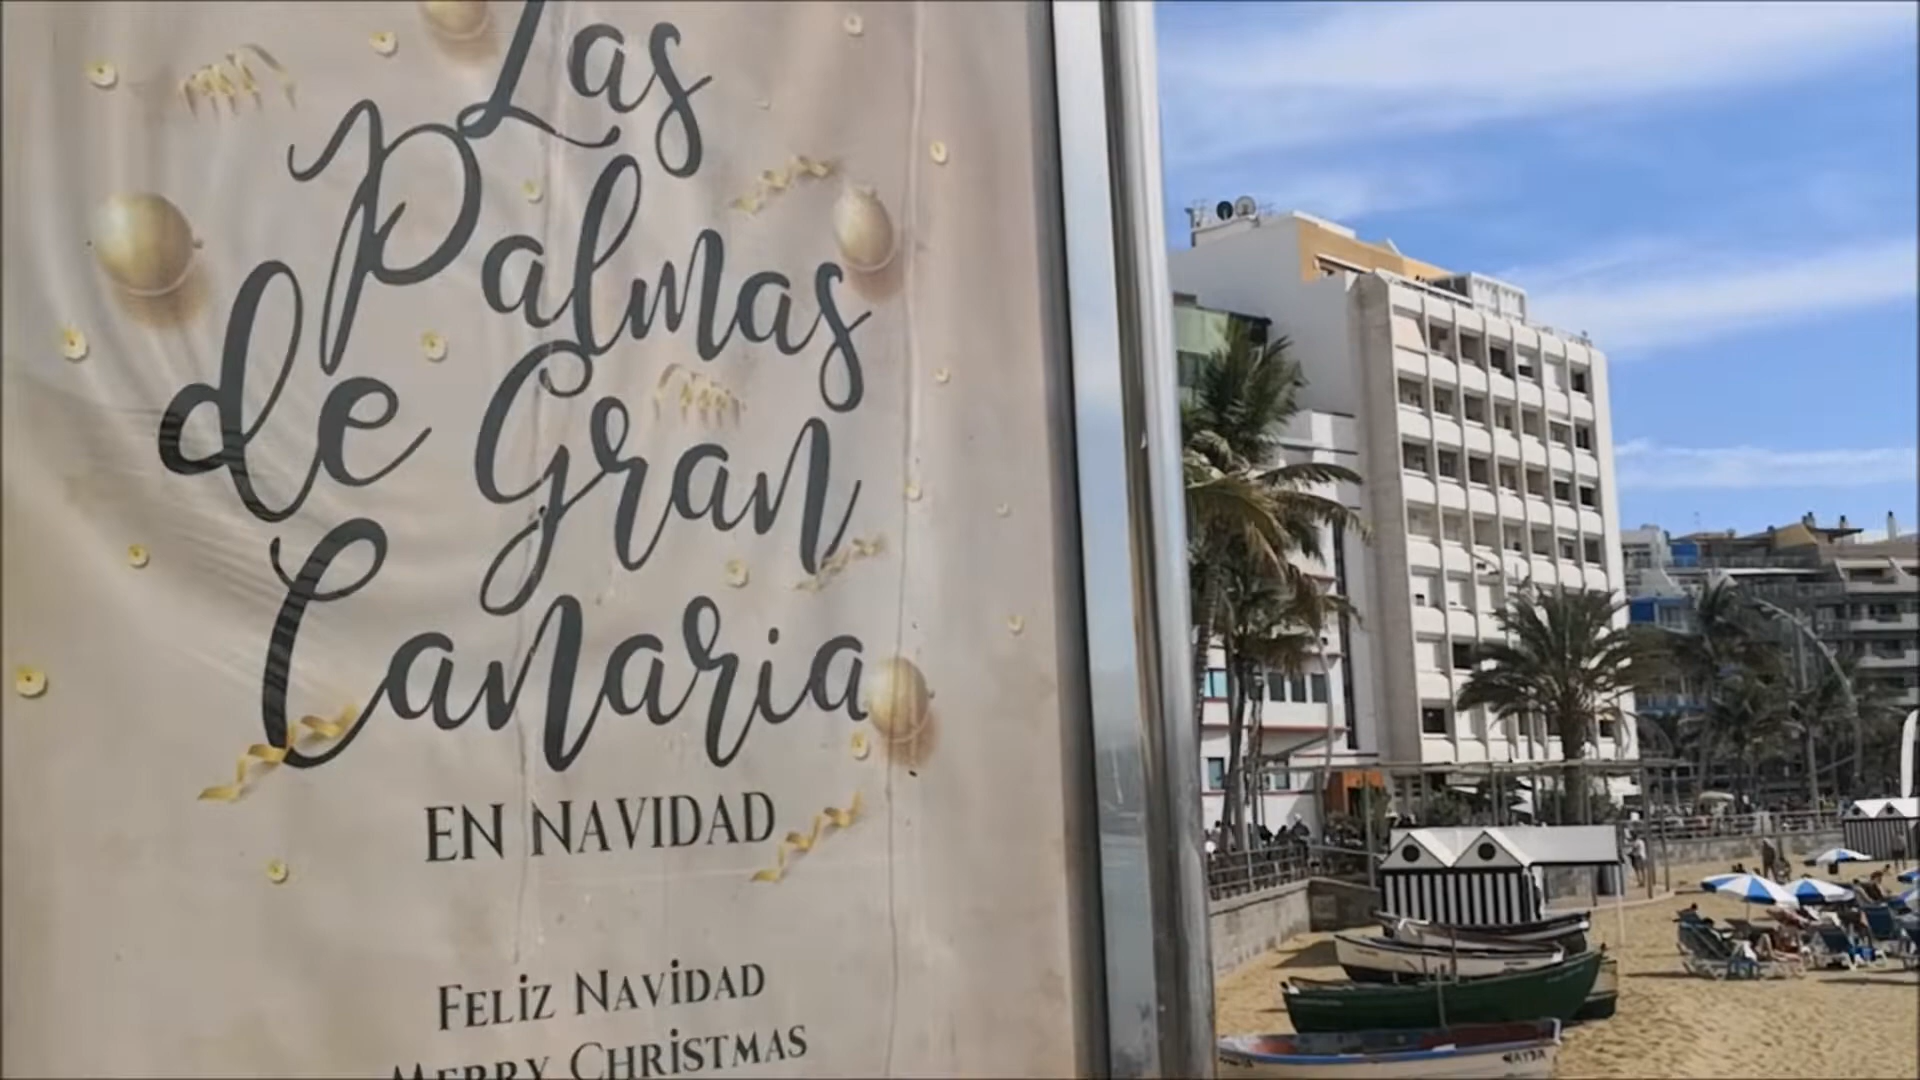 Las
Palmas
de Gran
Canaria
EN NAVIDAD
FELIZ NAVIDAD
MERRY CHRISTMAS